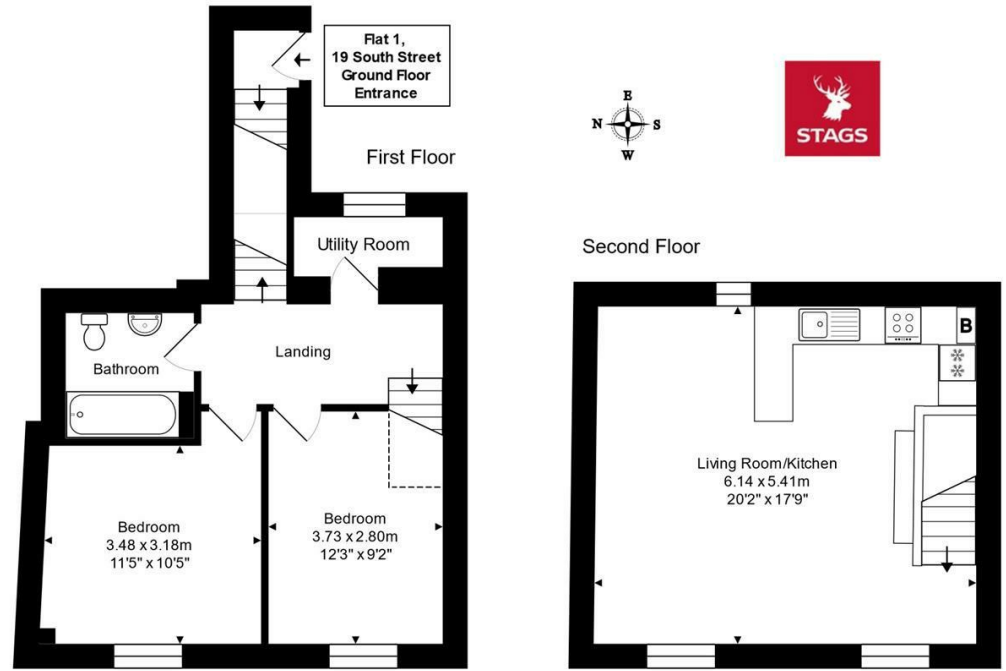 Flat 1,
19 South Street
Ground Floor
Entrance
E
N
S
W
STAGS
First Floor
Utility Room
Second Floor
Landing
Bathroom
B
Bedroom
3.48 x 3.18m
11'5" x 10'5"
Bedroom
3.73 x 2.80m
12'3" x 9'2"
Living Room/Kitchen
6.14 x 5.41m
20'2" x 17'9"